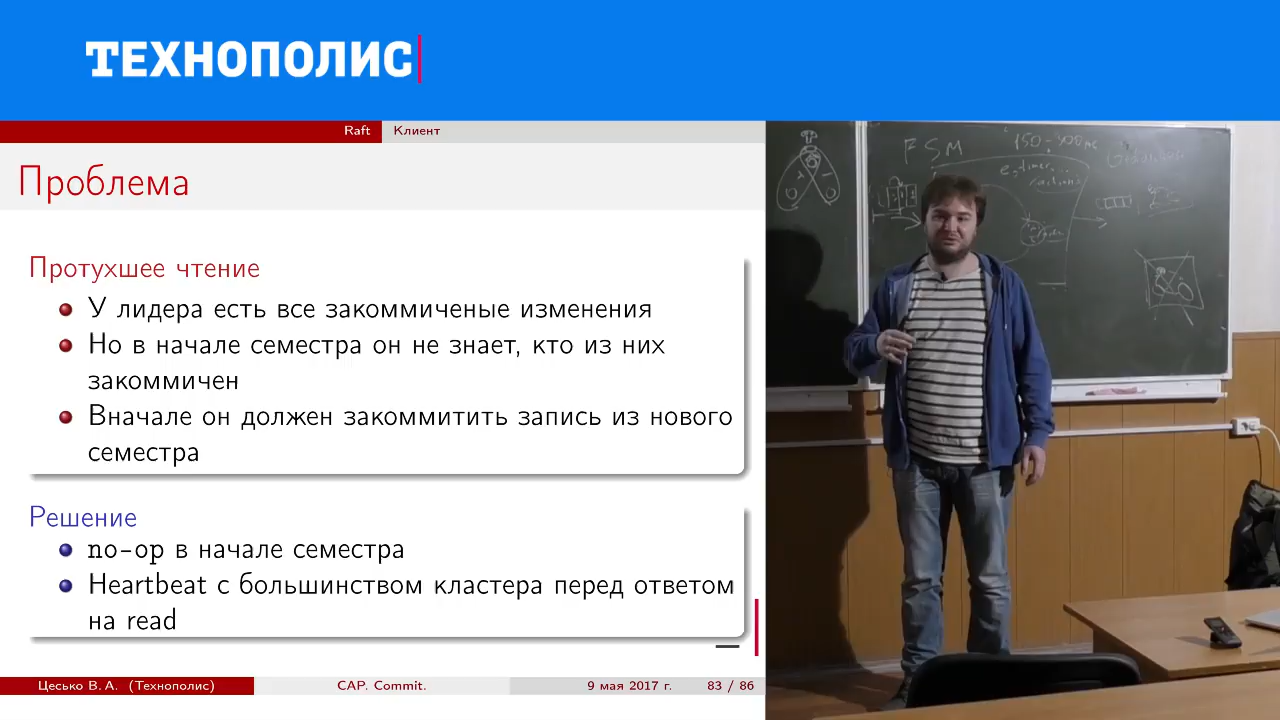 ТЕХНОПОЛИС
Raft
Клиент
Проблема
Протухшее чтение
У лидера есть все закоммиченые изменения
Но в начале семестра он не знает, кто из них
закоммичен
Вначале он должен закоммитить запись из нового
семестра
Решение
no-op в начале семестра
Heartbeat с большинством кластера перед ответом
на read
Цесько В. А. (Технополис)
CAP. Commit.
9 мая 2017 г.
83 / 86
FSM
150-300ms